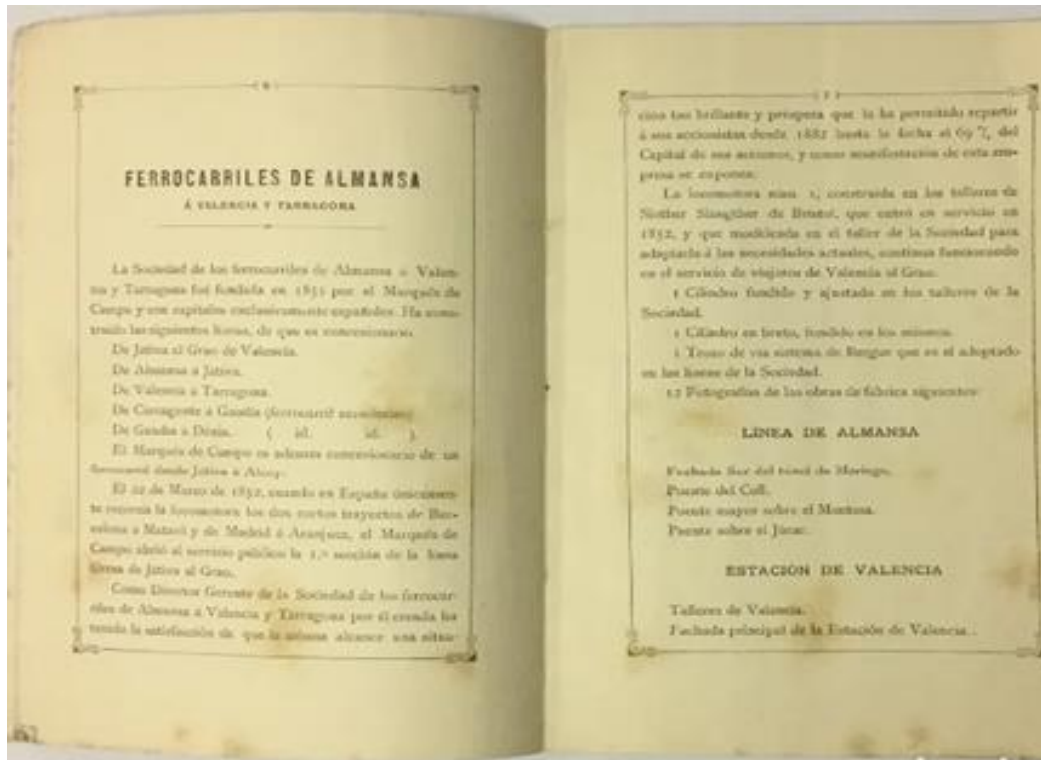 FERROCARRILES DE ALMANSA
Á VALENCIA Y TARRAGONA
La Sociedad de los ferrocarriles de Almansa a Valen-
cia y Tarragona fué fundada en 1851 por el Marqués de
Campo y con capitales exclusivamente españoles. Ha cons-
truido las siguientes líneas, de que es concesionario.
De Játiva al Grao de Valencia.
De Almansa á Játiva.
De Valencia á Tarragona.
De Carcagente á Gandía (ferrocarril económico)
De Gandía á Denia. ( id. id. ).
El Marqués de Campo es además concesionario de un
ferrocarril desde Játiva á Alcoy.
El 22 de Marzo de 1852, cuando en España únicamen-
te recorría la locomotora los dos cortos trayectos de Bar-
celona a Mataró y de Madrid á Aranjuez, el Marqués de
Campo abrió al servicio público la 1.ª sección de la línea
férrea de Játiva al Grao.
Como Director Gerente de la Sociedad de los ferrocar-
riles de Almansa á Valencia y Tarragona por él creada ha
tenido la satisfacción de que la misma alcance una situa-
ción tan brillante y próspera que la ha permitido repartir
á sus accionistas desde 1882 hasta la fecha el 69 % del
Capital de sus acciones, y como manifestación de esta em-
presa se exponen:
La locomotora núm. 1, construida en los talleres de
Slaugther de Bristol, que entró en servicio en
1852, y que modificada en el taller de la Sociedad para
adaptarla á las necesidades actuales, continua funcionando
en el servicio de viajeros de Valencia al Grao.
1 Cilindro fundido y ajustado en los talleres de la
Sociedad.
1 Cilindro en bruto, fundido en los mismos.
1 Trozo de vía sistema de Bergue que es el adoptado
en las líneas de la Sociedad.
12 Fotografías de las obras de fábrica siguientes:
LÍNEA DE ALMANSA
Fachada Sur del túnel de Mariaga.
Puente del Coll.
Puente mayor sobre el Montesa.
Puente sobre el Júcar.
ESTACIÓN DE VALENCIA
Talleres de Valencia.
Fachada principal de la Estación de Valencia.